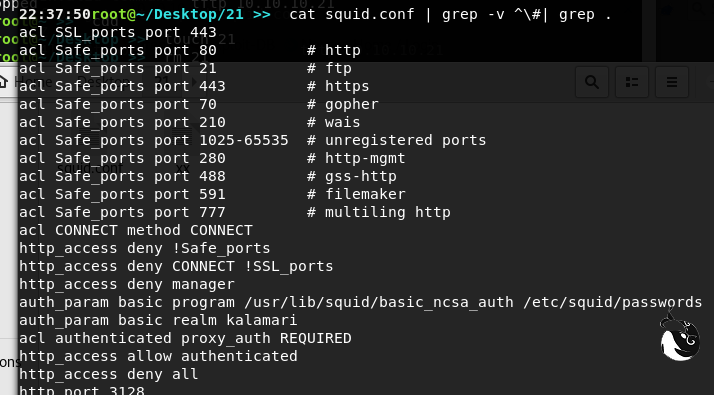 22:37:50root@~/Desktop/21 >>  cat squid.conf | grep -v ^\#| grep .
acl SSL_ports port 443
acl Safe_ports port 80          # http
acl Safe_ports port 21          # ftp
acl Safe_ports port 443         # https
acl Safe_ports port 70          # gopher
acl Safe_ports port 210         # wais
acl Safe_ports port 1025-65535  # unregistered ports
acl Safe_ports port 280         # http-mgmt
acl Safe_ports port 488         # gss-http
acl Safe_ports port 591         # filemaker
acl Safe_ports port 777         # multiling http
acl CONNECT method CONNECT
http_access deny !Safe_ports
http_access deny CONNECT !SSL_ports
http_access deny manager
auth_param basic program /usr/lib/squid/basic_ncsa_auth /etc/squid/passwords
auth_param basic realm kalamari
acl authenticated proxy_auth REQUIRED
http_access allow authenticated
http_access deny all
http_port 3128